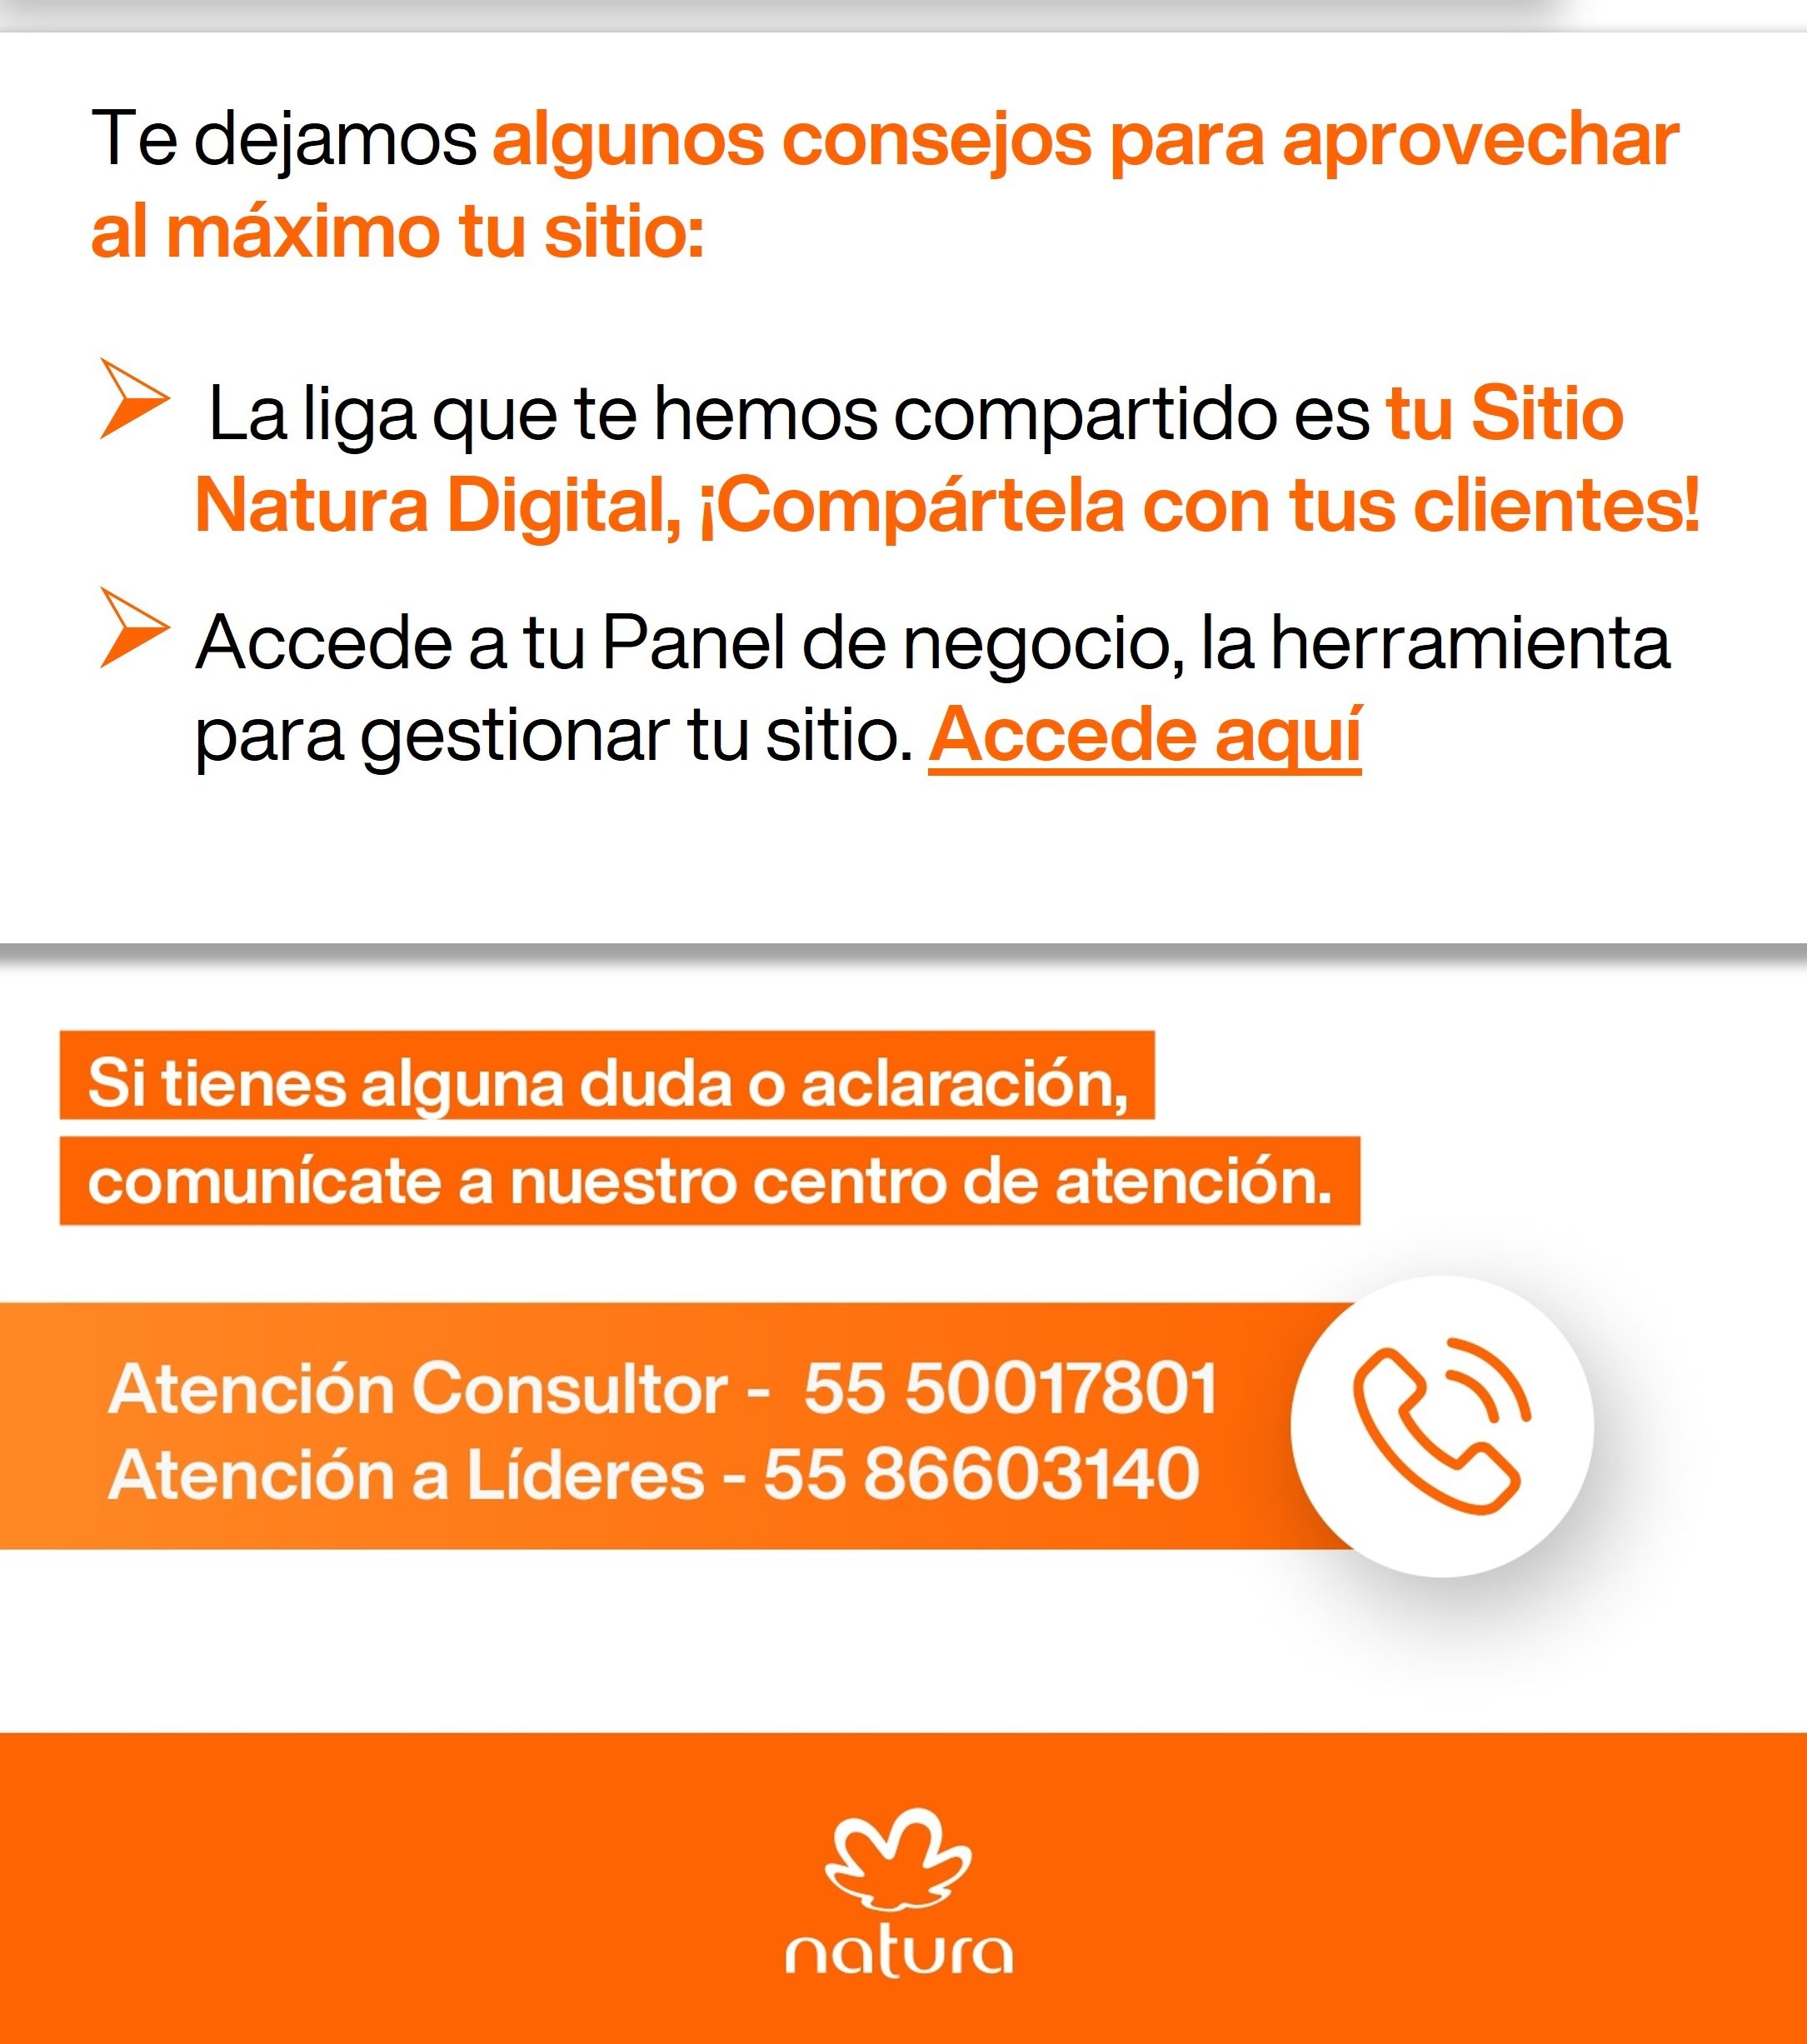 Te dejamos algunos consejos para aprovechar
al máximo tu sitio:
La liga que te hemos compartido es tu Sitio
Natura Digital, ¡Compártela con tus clientes!
Accede a tu Panel de negocio, la herramienta
para gestionar tu sitio. Accede aquí
Si tienes alguna duda o aclaración,
comunícate a nuestro centro de atención.
Atención Consultor - 55 50017801
Atención a Líderes - 55 86603140
natura